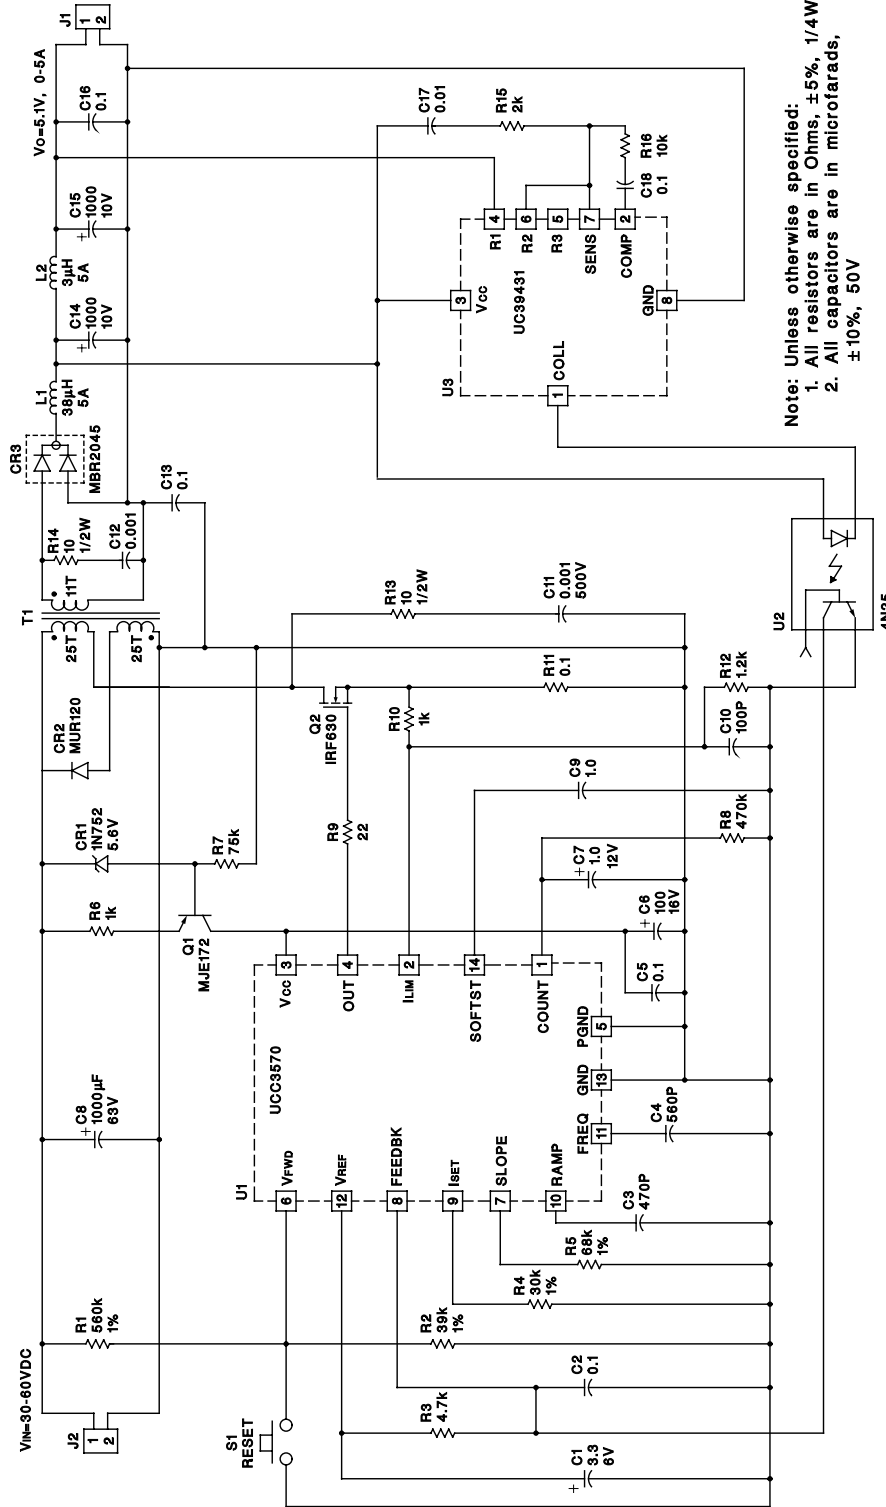 VIN=30-60VDC
J2
1
2
R1
560k
1%
C8
1000µF
63V
+
R6
1k
CR1
1N752
5.6V
CR2
MUR120
T1
25T
25T
11T
R14
10
1/2W
C12
0.001
C13
0.1
CR3
MBR2045
L1
38µH
5A
C14
1000
10V
+
L2
3µH
5A
C15
1000
10V
+
VO=5.1V, 0-5A
C16
0.1
J1
1
2
Q1
MJE172
R7
75k
S1
RESET
U1
UCC3570
6
VFWD
12
VREF
8
FEEDBK
9
ISET
7
SLOPE
10
RAMP
3
VCC
4
OUT
2
ILIM
14
SOFTST
1
COUNT
FREQ
11
GND
13
PGND
5
R9
22
Q2
IRF630
R10
1k
R13
10
1/2W
C11
0.001
500V
R11
0.1
C9
1.0
+
C7
1.0
12V
R8
470k
C10
100P
R12
1.2k
+
C6
100
16V
C5
0.1
C4
560P
C3
470P
R5
68k
1%
R4
30k
1%
R2
39k
1%
R3
4.7k
C2
0.1
C1
3.3
6V
+
U2
4N35
U3
UC39431
3
VCC
1
COLL
4
R1
6
R2
5
R3
7
SENS
2
COMP
8
GND
C17
0.01
R15
2k
C18
0.1
R16
10k
Note: Unless otherwise specified:
1. All resistors are in Ohms, ±5%, 1/4W
2. All capacitors are in microfarads,
±10%, 50V